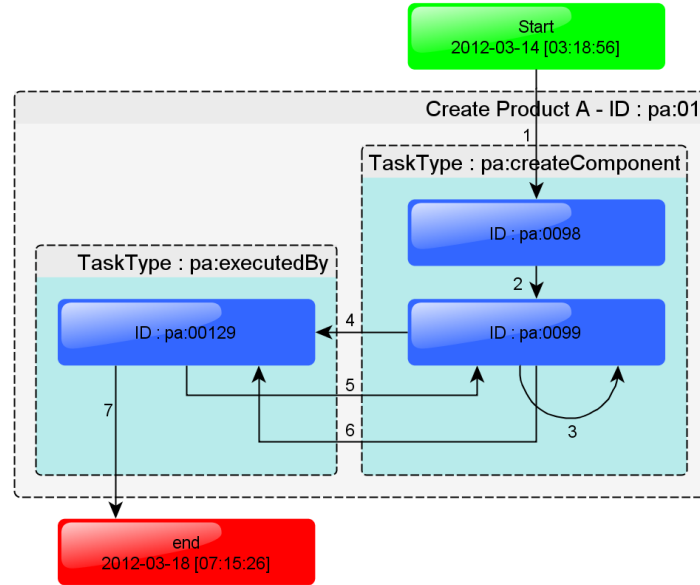 Start
2012-03-14 [03:18:56]
Create Product A - ID : pa:01
1
TaskType : pa:createComponent
ID : pa:0098
TaskType : pa:executedBy
2
ID : pa:00129
4
ID : pa:0099
5
7
6
3
end
2012-03-18 [07:15:26]